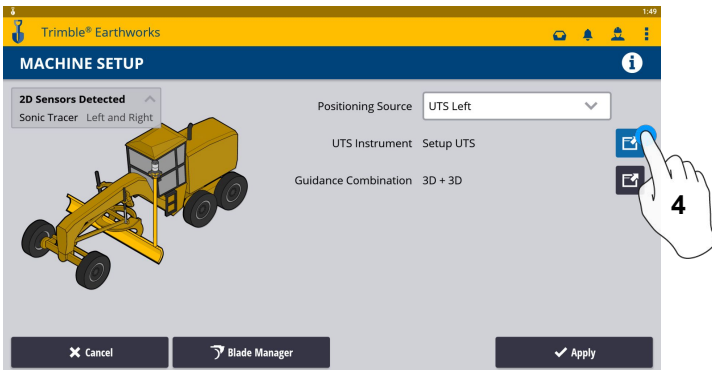 1:49
Trimble® Earthworks
MACHINE SETUP
2D Sensors Detected
Sonic Tracer Left and Right
Positioning Source UTS Left
UTS Instrument Setup UTS
Guidance Combination 3D + 3D
4
Cancel
Blade Manager
Apply